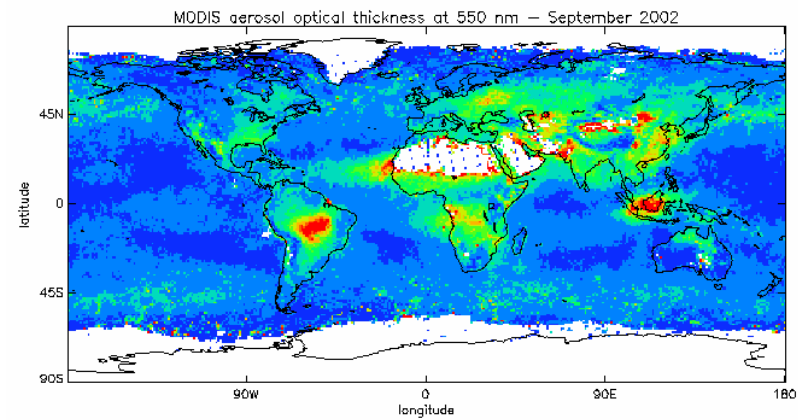 MODIS aerosol optical thickness at 550 nm – September 2002
45N
0
45S
90S
latitude
90W
0
90E
180
longitude